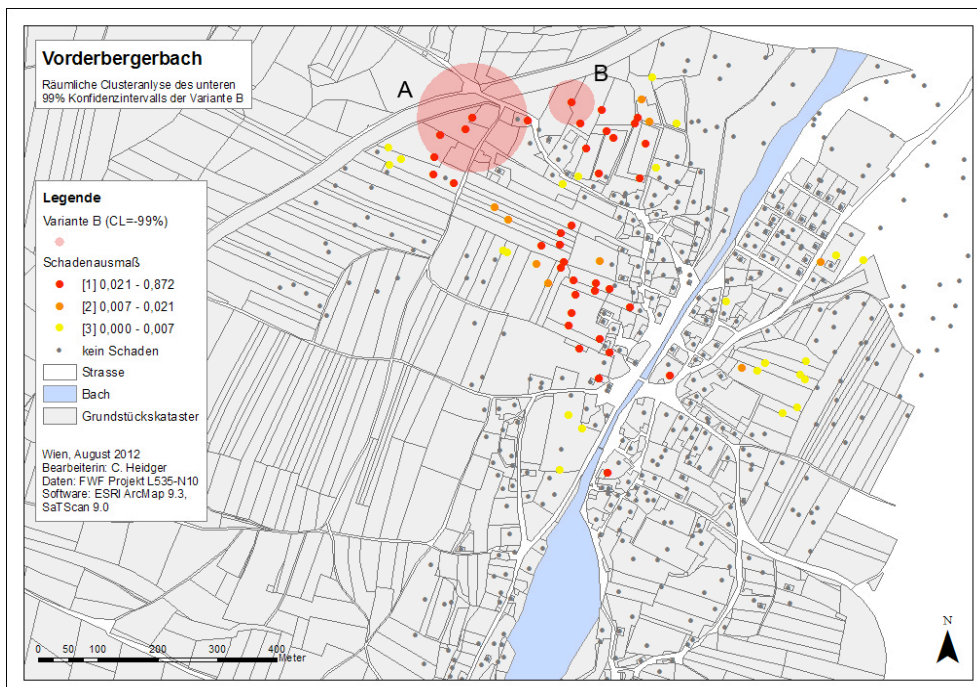 Vorderbergerbach
Räumliche Clusteranalyse des unteren
99% Konfidenzintervalls der Variante B
A
B
Legende
Variante B (CL=-99%)
Schadenausmaß
[1] 0,021 - 0,872
[2] 0,007 - 0,021
[3] 0,000 - 0,007
kein Schaden
Strasse
Bach
Grundstückskataster
Wien, August 2012
Bearbeiterin: C. Heidger
Daten: FWF Projekt L535-N10
Software: ESRI ArcMap 9.3,
SaTScan 9.0
N
0 50 100 200 300 400
Meter